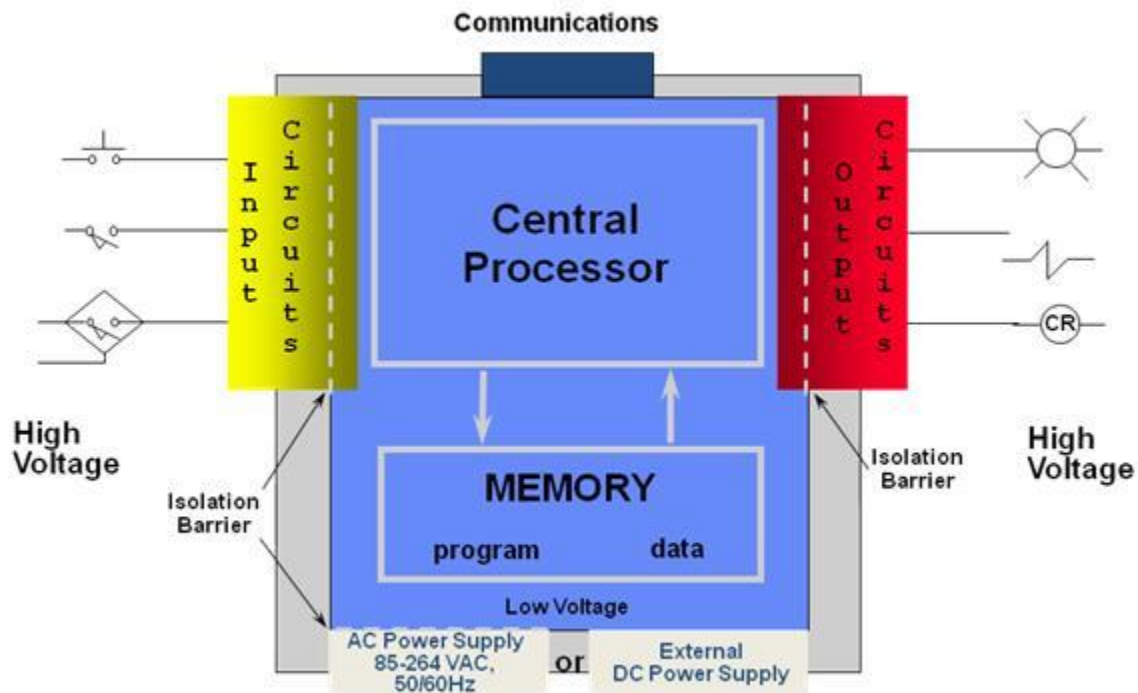 Communications
Input
Circuits
Central
Processor
Output
Circuits
CR
High
Voltage
Isolation
Barrier
MEMORY
program data
Isolation
Barrier
High
Voltage
Low Voltage
AC Power Supply
85-264 VAC,
50/60Hz
or
External
DC Power Supply